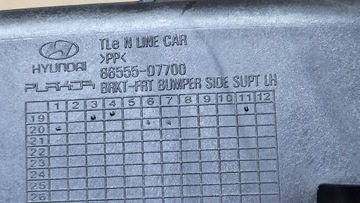 TLe N LINE CAR
HYUNDAI >PP<
86555-D7700
PLAKOR BRKT-FRT BUMPER SIDE SUPT LH
1 2 3 4 5 6 7 8 9 10 11 12
19
20
21
22
23
24
25
26